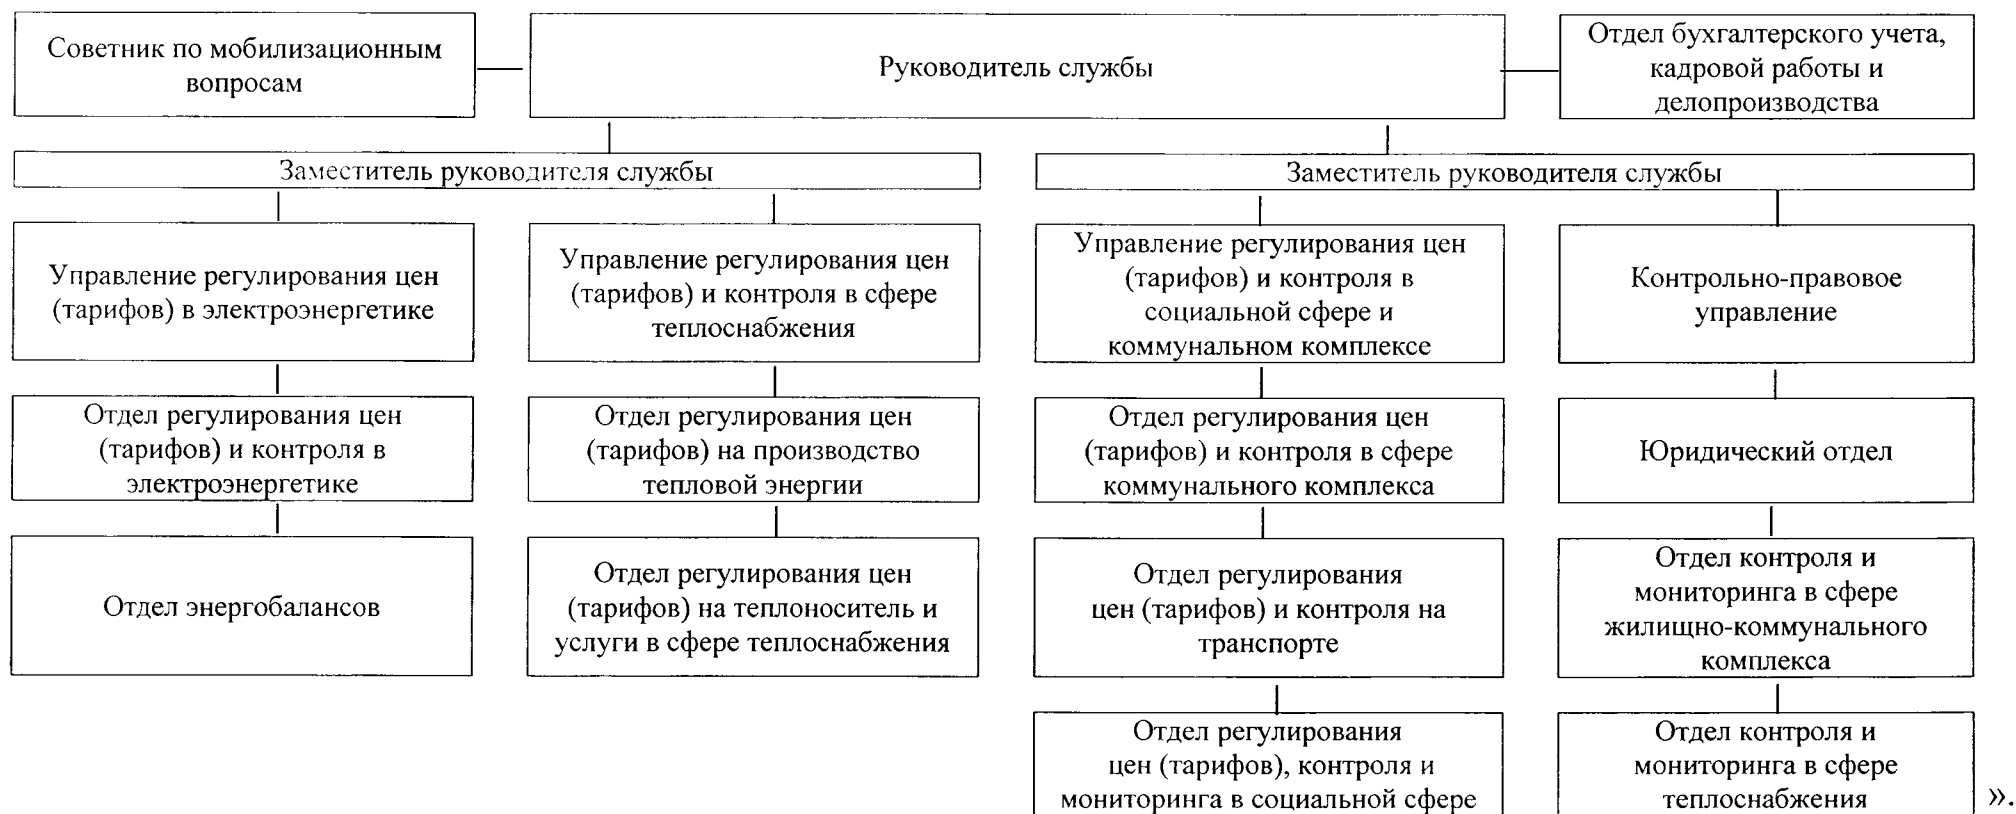 Советник по мобилизационным
вопросам
Руководитель службы
Отдел бухгалтерского учета,
кадровой работы и
делопроизводства
Заместитель руководителя службы
Заместитель руководителя службы
Управление регулирования цен
(тарифов) в электроэнергетике
Управление регулирования цен
(тарифов) и контроля в сфере
теплоснабжения
Управление регулирования цен
(тарифов) и контроля в
социальной сфере и
коммунальном комплексе
Контрольно-правовое
управление
Отдел регулирования цен
(тарифов) и контроля в
электроэнергетике
Отдел регулирования цен
(тарифов) на производство
тепловой энергии
Отдел регулирования цен
(тарифов) и контроля в сфере
коммунального комплекса
Юридический отдел
Отдел энергобалансов
Отдел регулирования цен
(тарифов) на теплоноситель и
услуги в сфере теплоснабжения
Отдел регулирования
цен (тарифов) и контроля на
транспорте
Отдел контроля и
мониторинга в сфере
жилищно-коммунального
комплекса
Отдел регулирования
цен (тарифов), контроля и
мониторинга в социальной сфере
Отдел контроля и
мониторинга в сфере
теплоснабжения
».